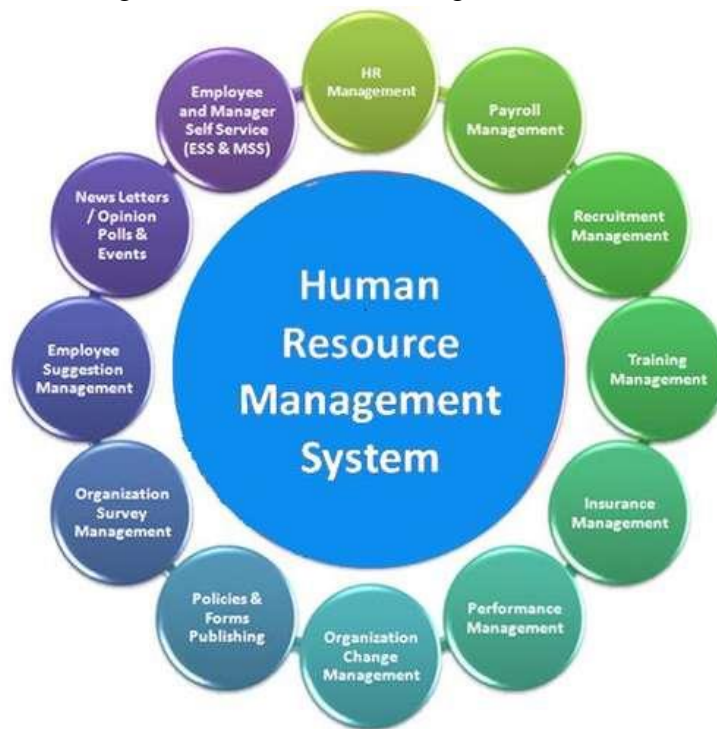 HR
Management
Payroll
Management
Recruitment
Management
Training
Management
Insurance
Management
Performance
Management
Organization
Change
Management
Policies &
Forms
Publishing
Organization
Survey
Management
Employee
Suggestion
Management
News Letters
/ Opinion
Polls &
Events
Employee
and Manager
Self Service
(ESS & MSS)
Human
Resource
Management
System